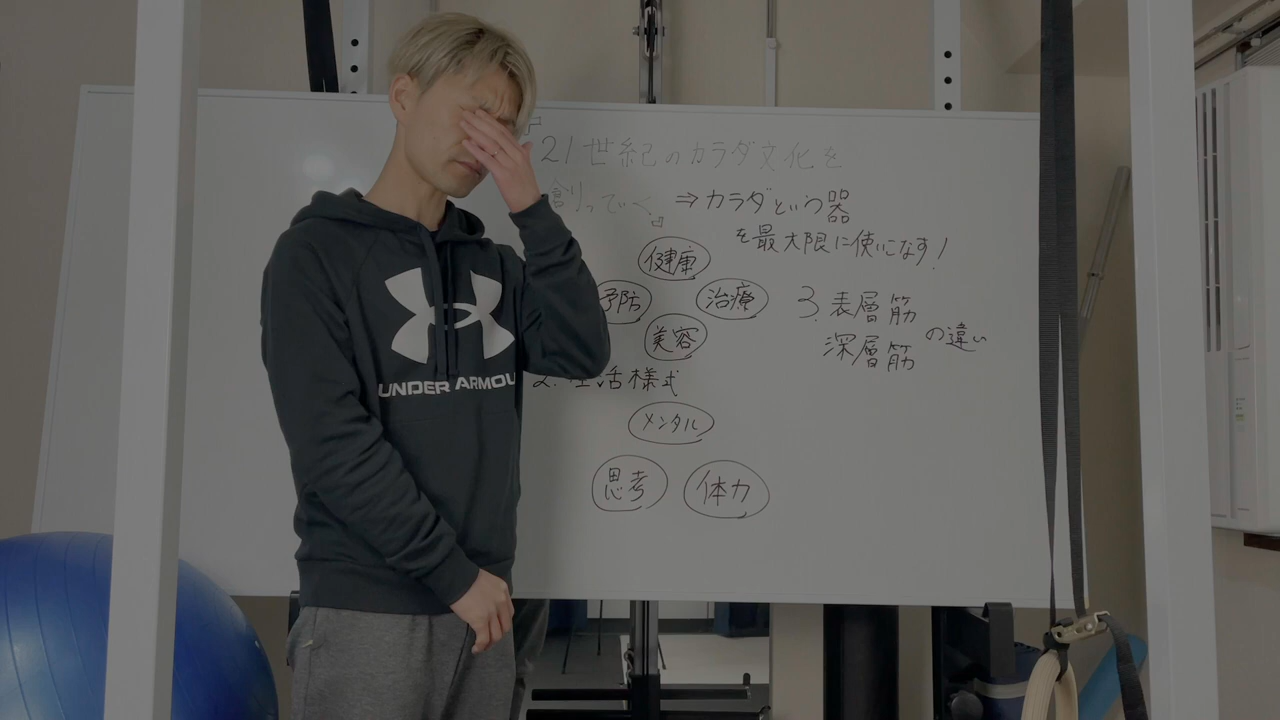 『21世紀のカラダ文化を
創っていく。』⇒カラダという器
を最大限に使いこなす!
健康
予防 治療
美容
3. 表層筋
深層筋 の違い
2. 生活様式
メンタル
思考 体力
UNDER ARMOU